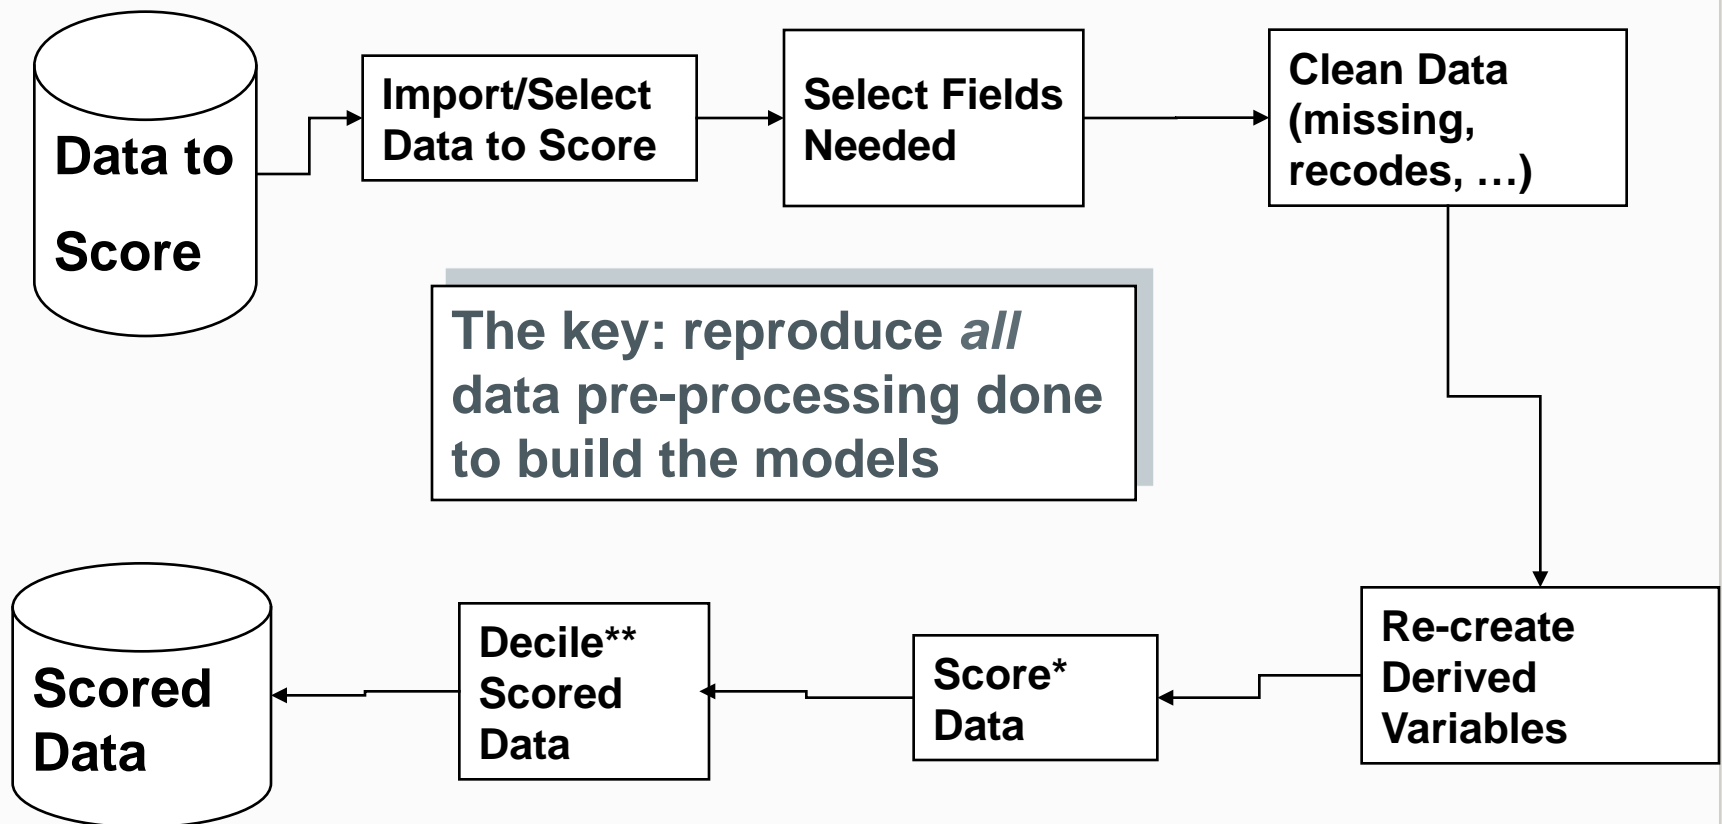 Data to
Score
Import/Select
Data to Score
Select Fields
Needed
Clean Data
(missing,
recodes, …)
The key: reproduce all
data pre-processing done
to build the models
Re-create
Derived
Variables
Score*
Data
Decile**
Scored
Data
Scored
Data